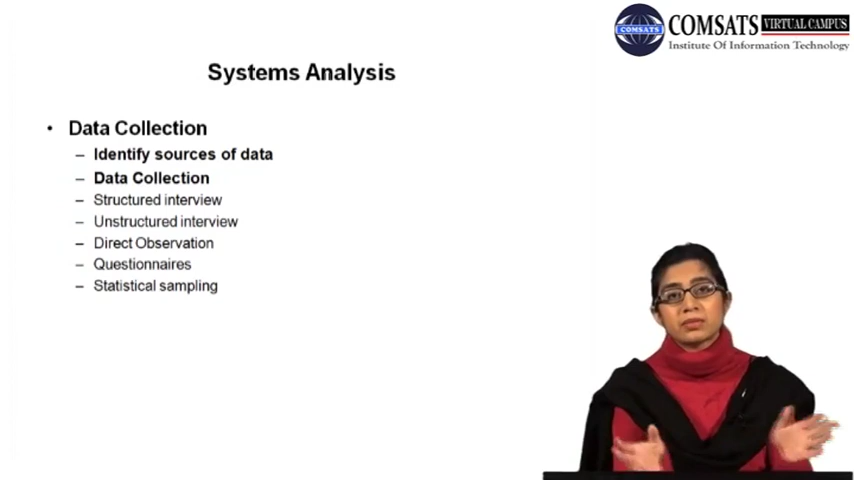 COMSATS VIRTUAL CAMPUS
COMSATS
Institute Of Information Technology
Systems Analysis
• Data Collection
– Identify sources of data
– Data Collection
– Structured interview
– Unstructured interview
– Direct Observation
– Questionnaires
– Statistical sampling